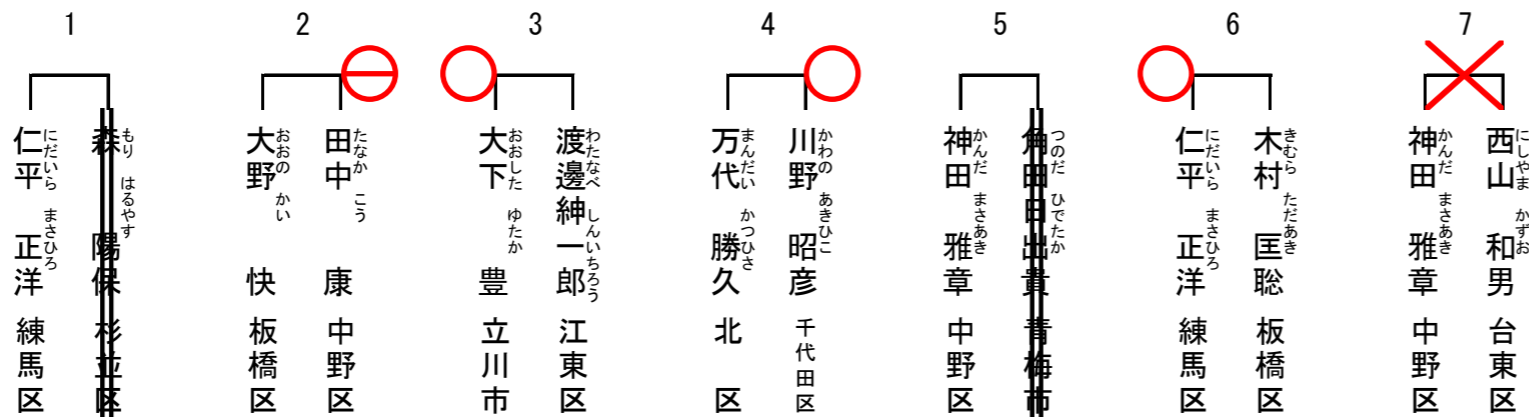 1
仁平 正洋 練馬区
にだいら まさひろ
森 陽保 杉並区
もり はるやす
2
大野 快 板橋区
おおの かい
田中 康 中野区
たなか こう
3
大下 豊 立川市
おおした ゆたか
渡邊紳一郎 江東区
わたなべ しんいちろう
4
万代 勝久 北区
まんだい かつひさ
川野 昭彦 千代田区
かわの あきひこ
5
神田 雅章 中野区
かんだ まさあき
角田日出貴 青梅市
つのだ ひでたか
6
仁平 正洋 練馬区
にだいら まさひろ
木村 匡聡 板橋区
きむら ただあき
7
神田 雅章 中野区
かんだ まさあき
西山 和男 台東区
にしやま かずお